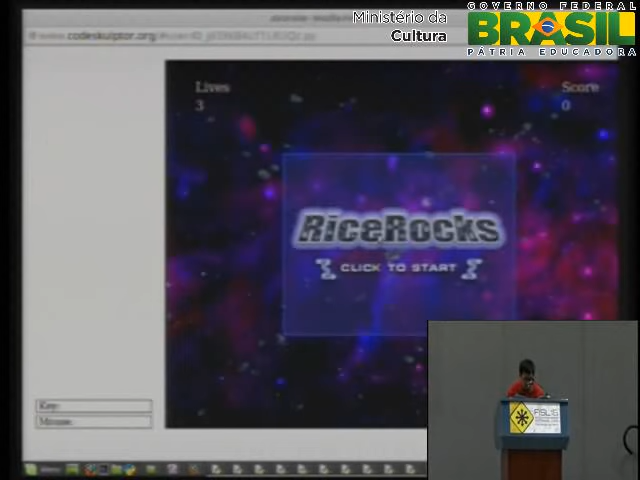 Ministério da
Cultura
GOVERNO FEDERAL
BRASIL
PÁTRIA EDUCADORA
www.codeskulptor.org
Lives
3
Score
0
RiceRocks
CLICK TO START
Key:
Mouse:
FISL16